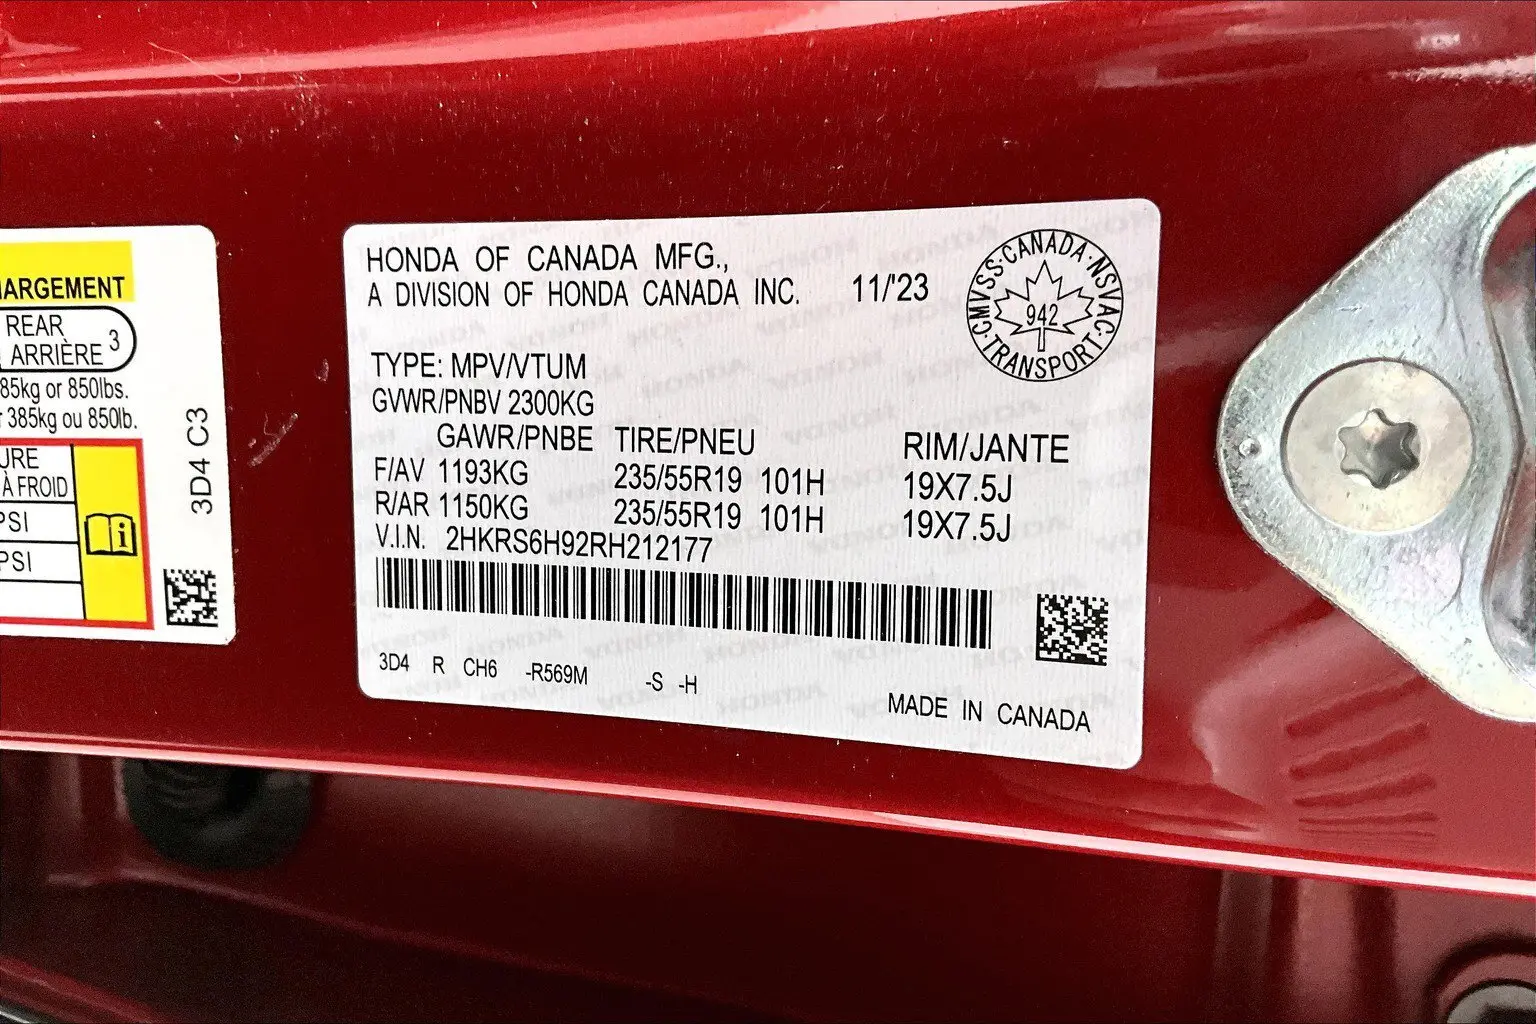 ARGEMENT
REAR
ARRIÈRE 3
85kg or 850lbs.
385kg ou 850lb.
À FROID
PSI
PSI
3D4 C3
HONDA OF CANADA MFG.,
A DIVISION OF HONDA CANADA INC. 11/'23
CMVSS·CANADA·NSVAC·TRANSPORT·
942
TYPE: MPV/VTUM
GVWR/PNBV 2300KG
GAWR/PNBE TIRE/PNEU RIM/JANTE
F/AV 1193KG 235/55R19 101H 19X7.5J
R/AR 1150KG 235/55R19 101H 19X7.5J
V.I.N. 2HKRS6H92RH212177
3D4 R CH6 -R569M -S -H
MADE IN CANADA